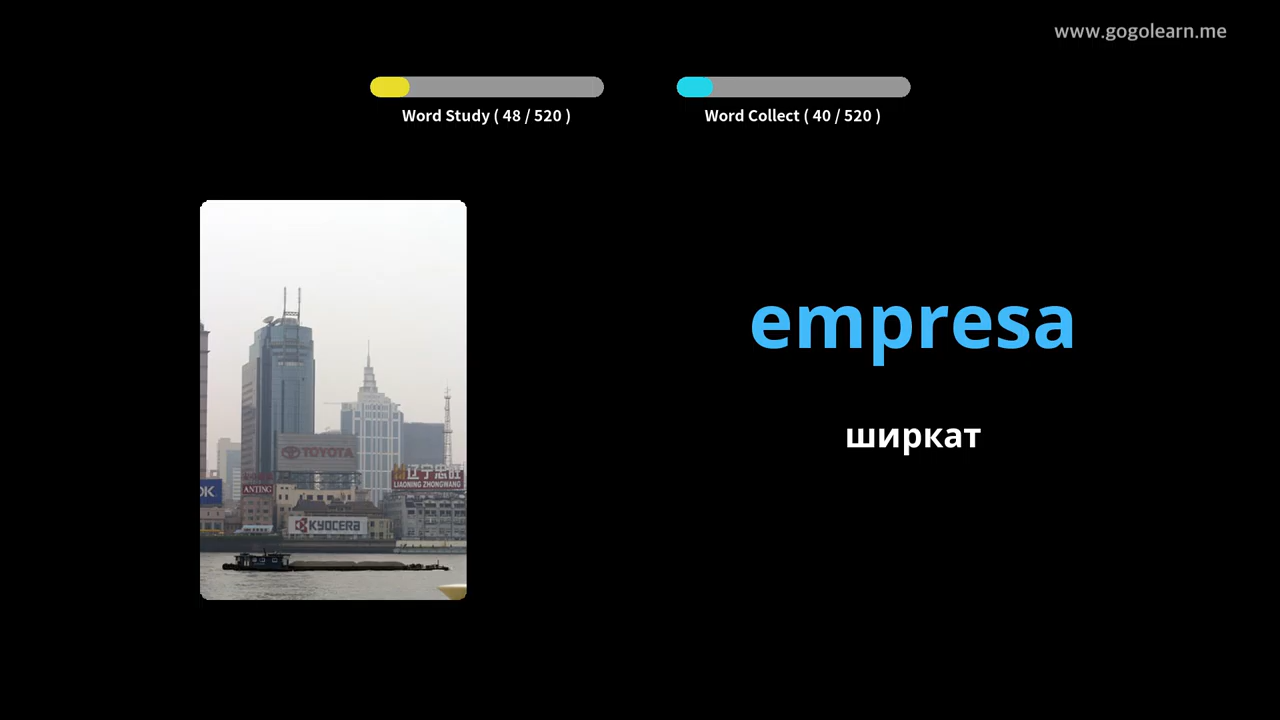 www.gogolearn.me
Word Study ( 48 / 520 )
Word Collect ( 40 / 520 )
empresa
ширкат
TOYOTA
辽宁忠旺
LIAONING ZHONGWANG
OK
ANTING
KYOCERA